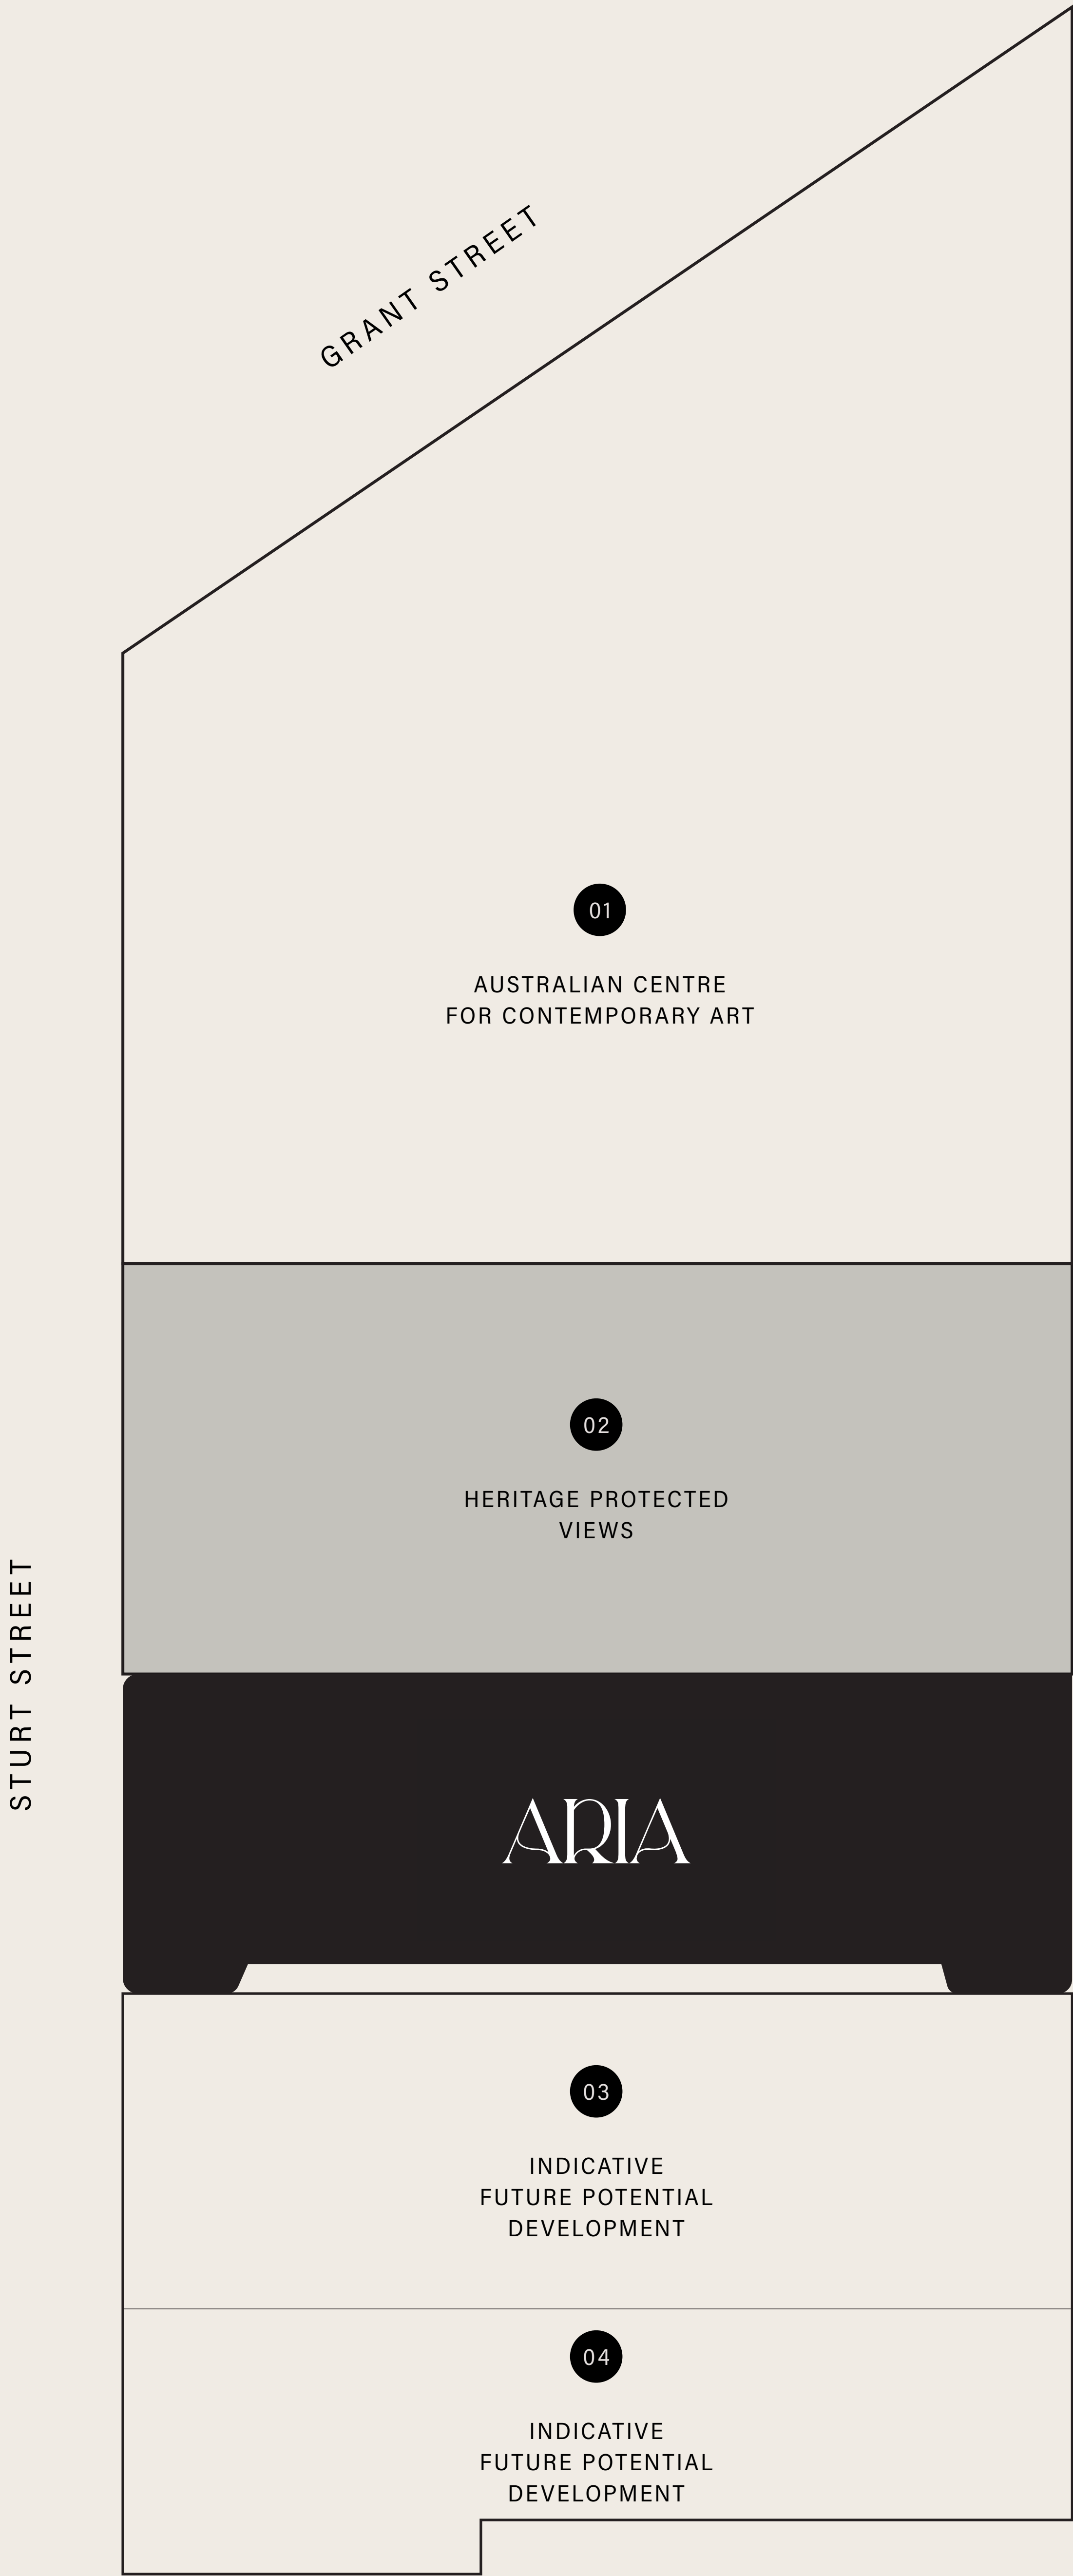 GRANT STREET
01
AUSTRALIAN CENTRE
FOR CONTEMPORARY ART
02
HERITAGE PROTECTED
VIEWS
STURT STREET
ARIA
03
INDICATIVE
FUTURE POTENTIAL
DEVELOPMENT
04
INDICATIVE
FUTURE POTENTIAL
DEVELOPMENT